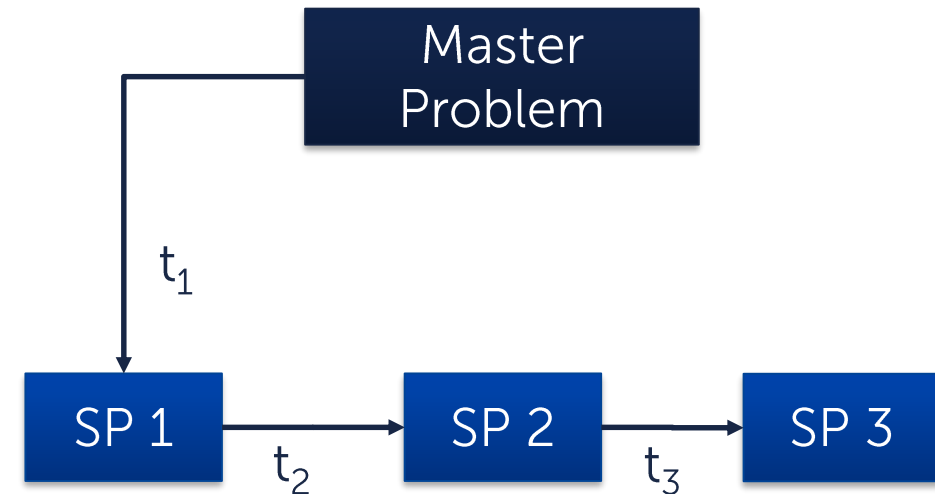 Master
Problem
t₁
SP 1
SP 2
SP 3
t₂
t₃